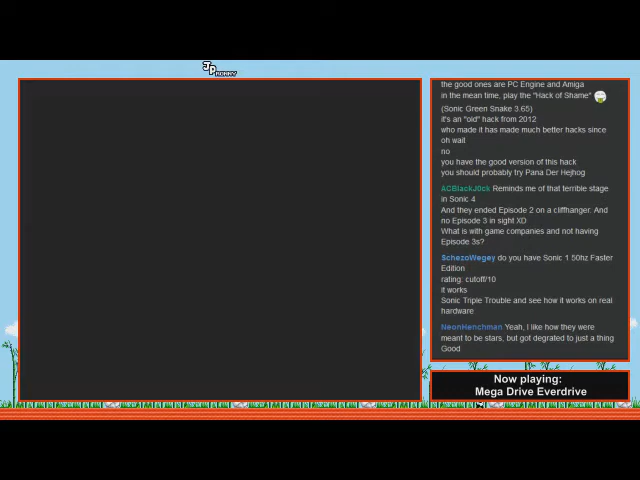 JP
RONNY
the good ones are PC Engine and Amiga
in the mean time, play the "Hack of Shame"
(Sonic Green Snake 3.65)
it's an "old" hack from 2012
who made it has made much better hacks since
oh wait
no
you have the good version of this hack
you should probably try Pana Der Hejhog
ACBlackJ0ck Reminds me of that terrible stage
in Sonic 4
And they ended Episode 2 on a cliffhanger. And
no Episode 3 in sight XD
What is with game companies and not having
Episode 3s?
SchezoWegey do you have Sonic 1 50hz Faster
Edition
rating: cutoff/10
it works
Sonic Triple Trouble and see how it works on real
hardware
NeonHenchman Yeah, I like how they were
meant to be stars, but got degrated to just a thing
Good
Now playing:
Mega Drive Everdrive